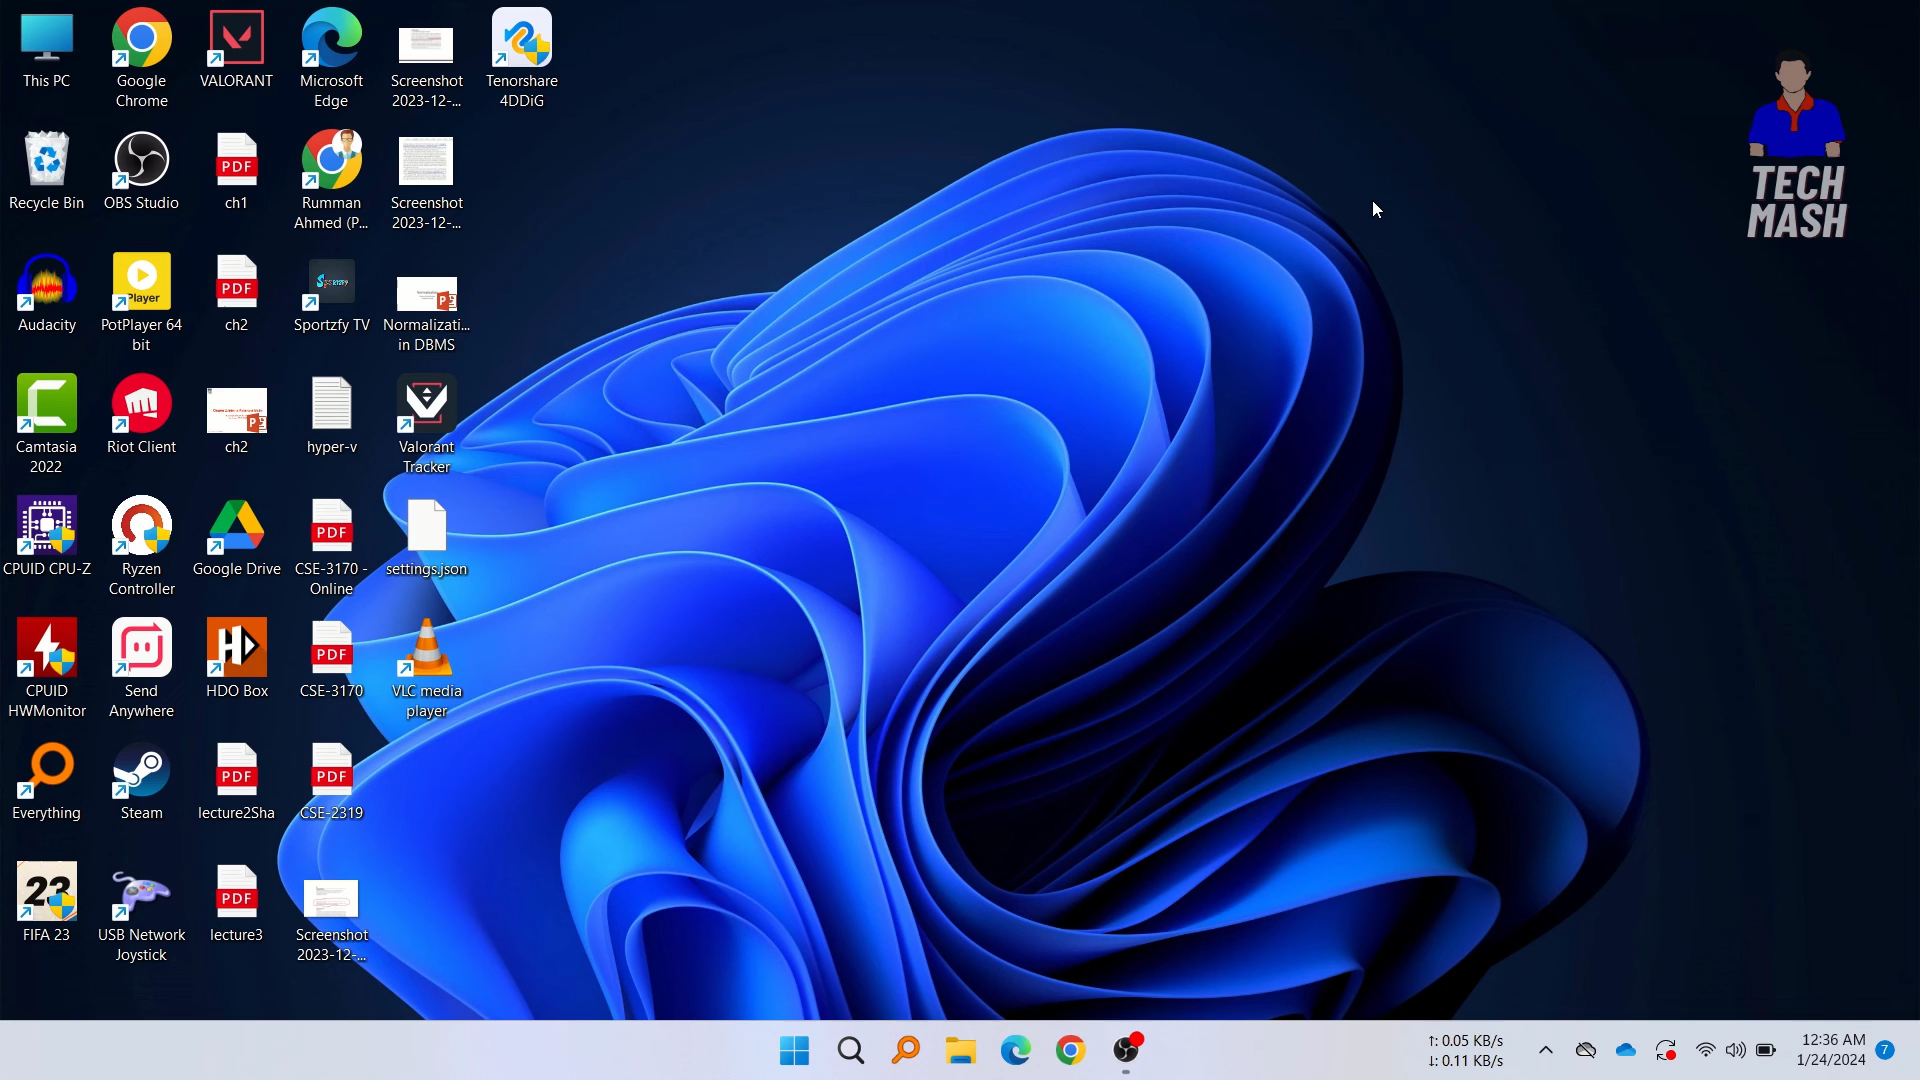 This PC
Google
Chrome
VALORANT
Microsoft
Edge
Screenshot
2023-12-...
Tenorshare
4DDiG
TECH
MASH
Recycle Bin
OBS Studio
PDF
ch1
Rumman
Ahmed (P...
Screenshot
2023-12-...
Audacity
Player
PotPlayer 64
bit
PDF
ch2
Sportzfy TV
Normalizati...
in DBMS
Camtasia
2022
Riot Client
ch2
hyper-v
Valorant
Tracker
CPUID CPU-Z
Ryzen
Controller
Google Drive
PDF
CSE-3170 -
Online
settings.json
CPUID
HWMonitor
Send
Anywhere
HD
HDO Box
PDF
CSE-3170
VLC media
player
Everything
Steam
PDF
lecture2Sha
PDF
CSE-2319
23
FIFA 23
USB Network
Joystick
PDF
lecture3
Screenshot
2023-12-...
↑: 0.05 KB/s
↓: 0.11 KB/s
12:36 AM
1/24/2024
7